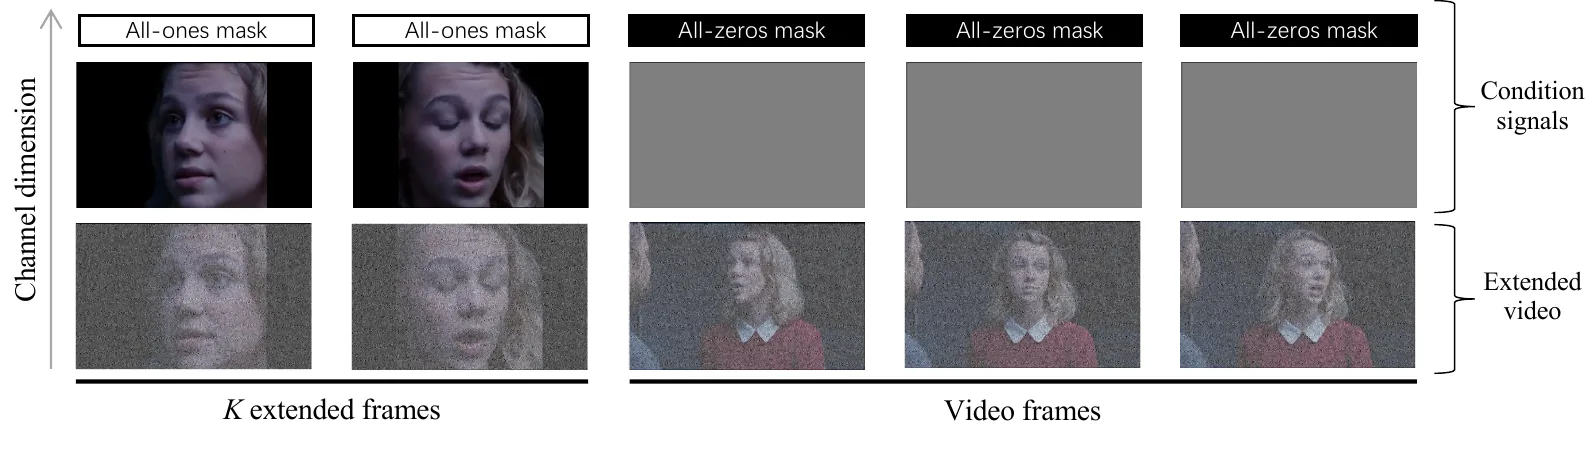 All-ones mask
All-ones mask
All-zeros mask
All-zeros mask
All-zeros mask
Channel dimension
Condition
signals
Extended
video
K extended frames
Video frames